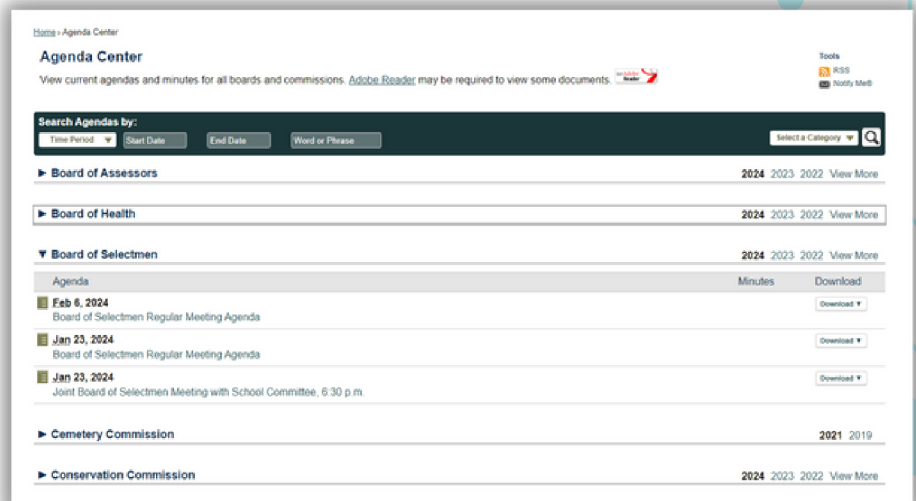 Home › Agenda Center
Agenda Center
View current agendas and minutes for all boards and commissions. Adobe Reader may be required to view some documents. Get Adobe Reader
Tools
RSS
Notify Me®
Search Agendas by:
Time Period ▼ Start Date End Date Word or Phrase Select a Category ▼
► Board of Assessors 2024 2023 2022 View More
► Board of Health 2024 2023 2022 View More
▼ Board of Selectmen 2024 2023 2022 View More
Agenda Minutes Download
Feb 6, 2024 Download ▼
Board of Selectmen Regular Meeting Agenda
Jan 23, 2024 Download ▼
Board of Selectmen Regular Meeting Agenda
Jan 23, 2024 Download ▼
Joint Board of Selectmen Meeting with School Committee, 6:30 p.m.
► Cemetery Commission 2021 2019
► Conservation Commission 2024 2023 2022 View More